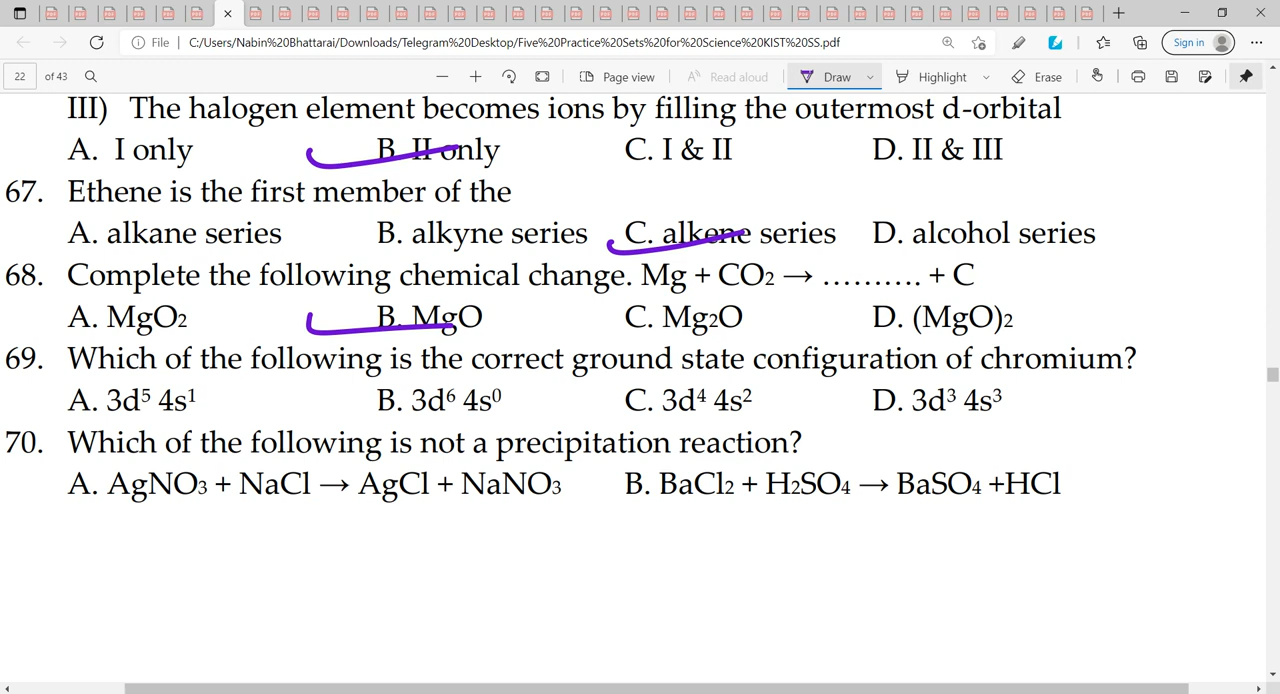 File | C:/Users/Nabin%20Bhattarai/Downloads/Telegram%20Desktop/Five%20Practice%20Sets%20for%20Science%20KIST%20SS.pdf Sign in
22 of 43 Page view Read aloud Draw Highlight Erase
III) The halogen element becomes ions by filling the outermost d-orbital
A. I only B. II only C. I & II D. II & III
67. Ethene is the first member of the
A. alkane series B. alkyne series C. alkene series D. alcohol series
68. Complete the following chemical change. Mg + CO₂ → .......... + C
A. MgO₂ B. MgO C. Mg₂O D. (MgO)₂
69. Which of the following is the correct ground state configuration of chromium?
A. 3d⁵ 4s¹ B. 3d⁶ 4s⁰ C. 3d⁴ 4s² D. 3d³ 4s³
70. Which of the following is not a precipitation reaction?
A. AgNO₃ + NaCl → AgCl + NaNO₃ B. BaCl₂ + H₂SO₄ → BaSO₄ +HCl